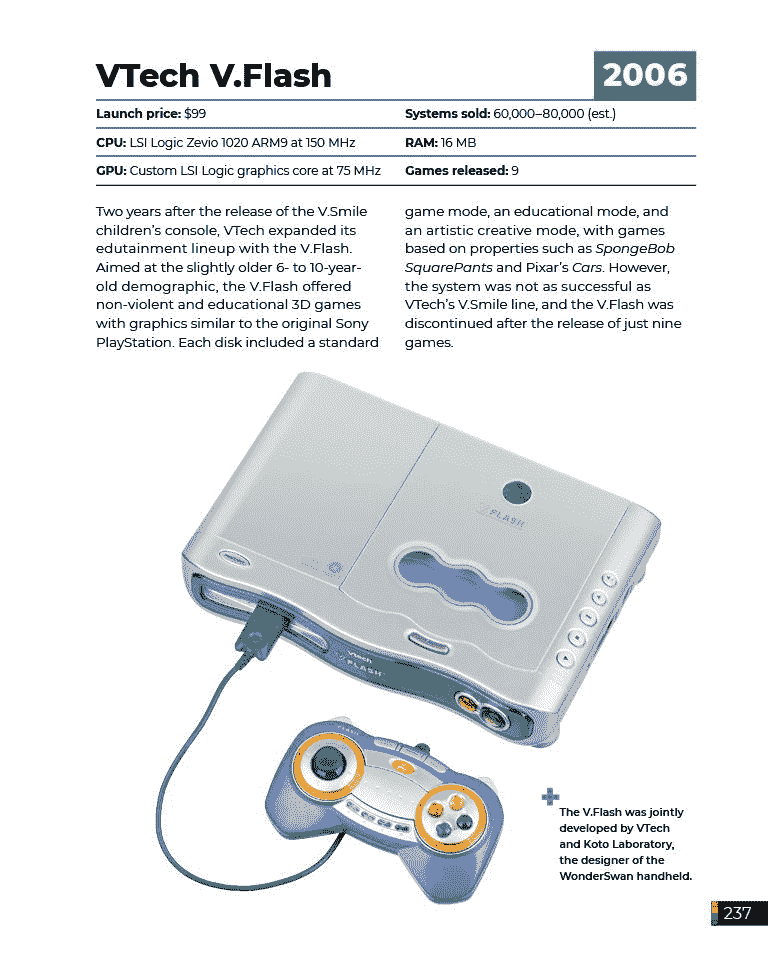 VTech V.Flash
2006
Launch price: $99
Systems sold: 60,000–80,000 (est.)
CPU: LSI Logic Zevio 1020 ARM9 at 150 MHz
RAM: 16 MB
GPU: Custom LSI Logic graphics core at 75 MHz
Games released: 9
Two years after the release of the V.Smile
children's console, VTech expanded its
edutainment lineup with the V.Flash.
Aimed at the slightly older 6- to 10-year-
old demographic, the V.Flash offered
non-violent and educational 3D games
with graphics similar to the original Sony
PlayStation. Each disk included a standard
game mode, an educational mode, and
an artistic creative mode, with games
based on properties such as SpongeBob
SquarePants and Pixar's Cars. However,
the system was not as successful as
VTech's V.Smile line, and the V.Flash was
discontinued after the release of just nine
games.
FLASH
Vtech
FLASH
FLASH
The V.Flash was jointly
developed by VTech
and Koto Laboratory,
the designer of the
WonderSwan handheld.
237